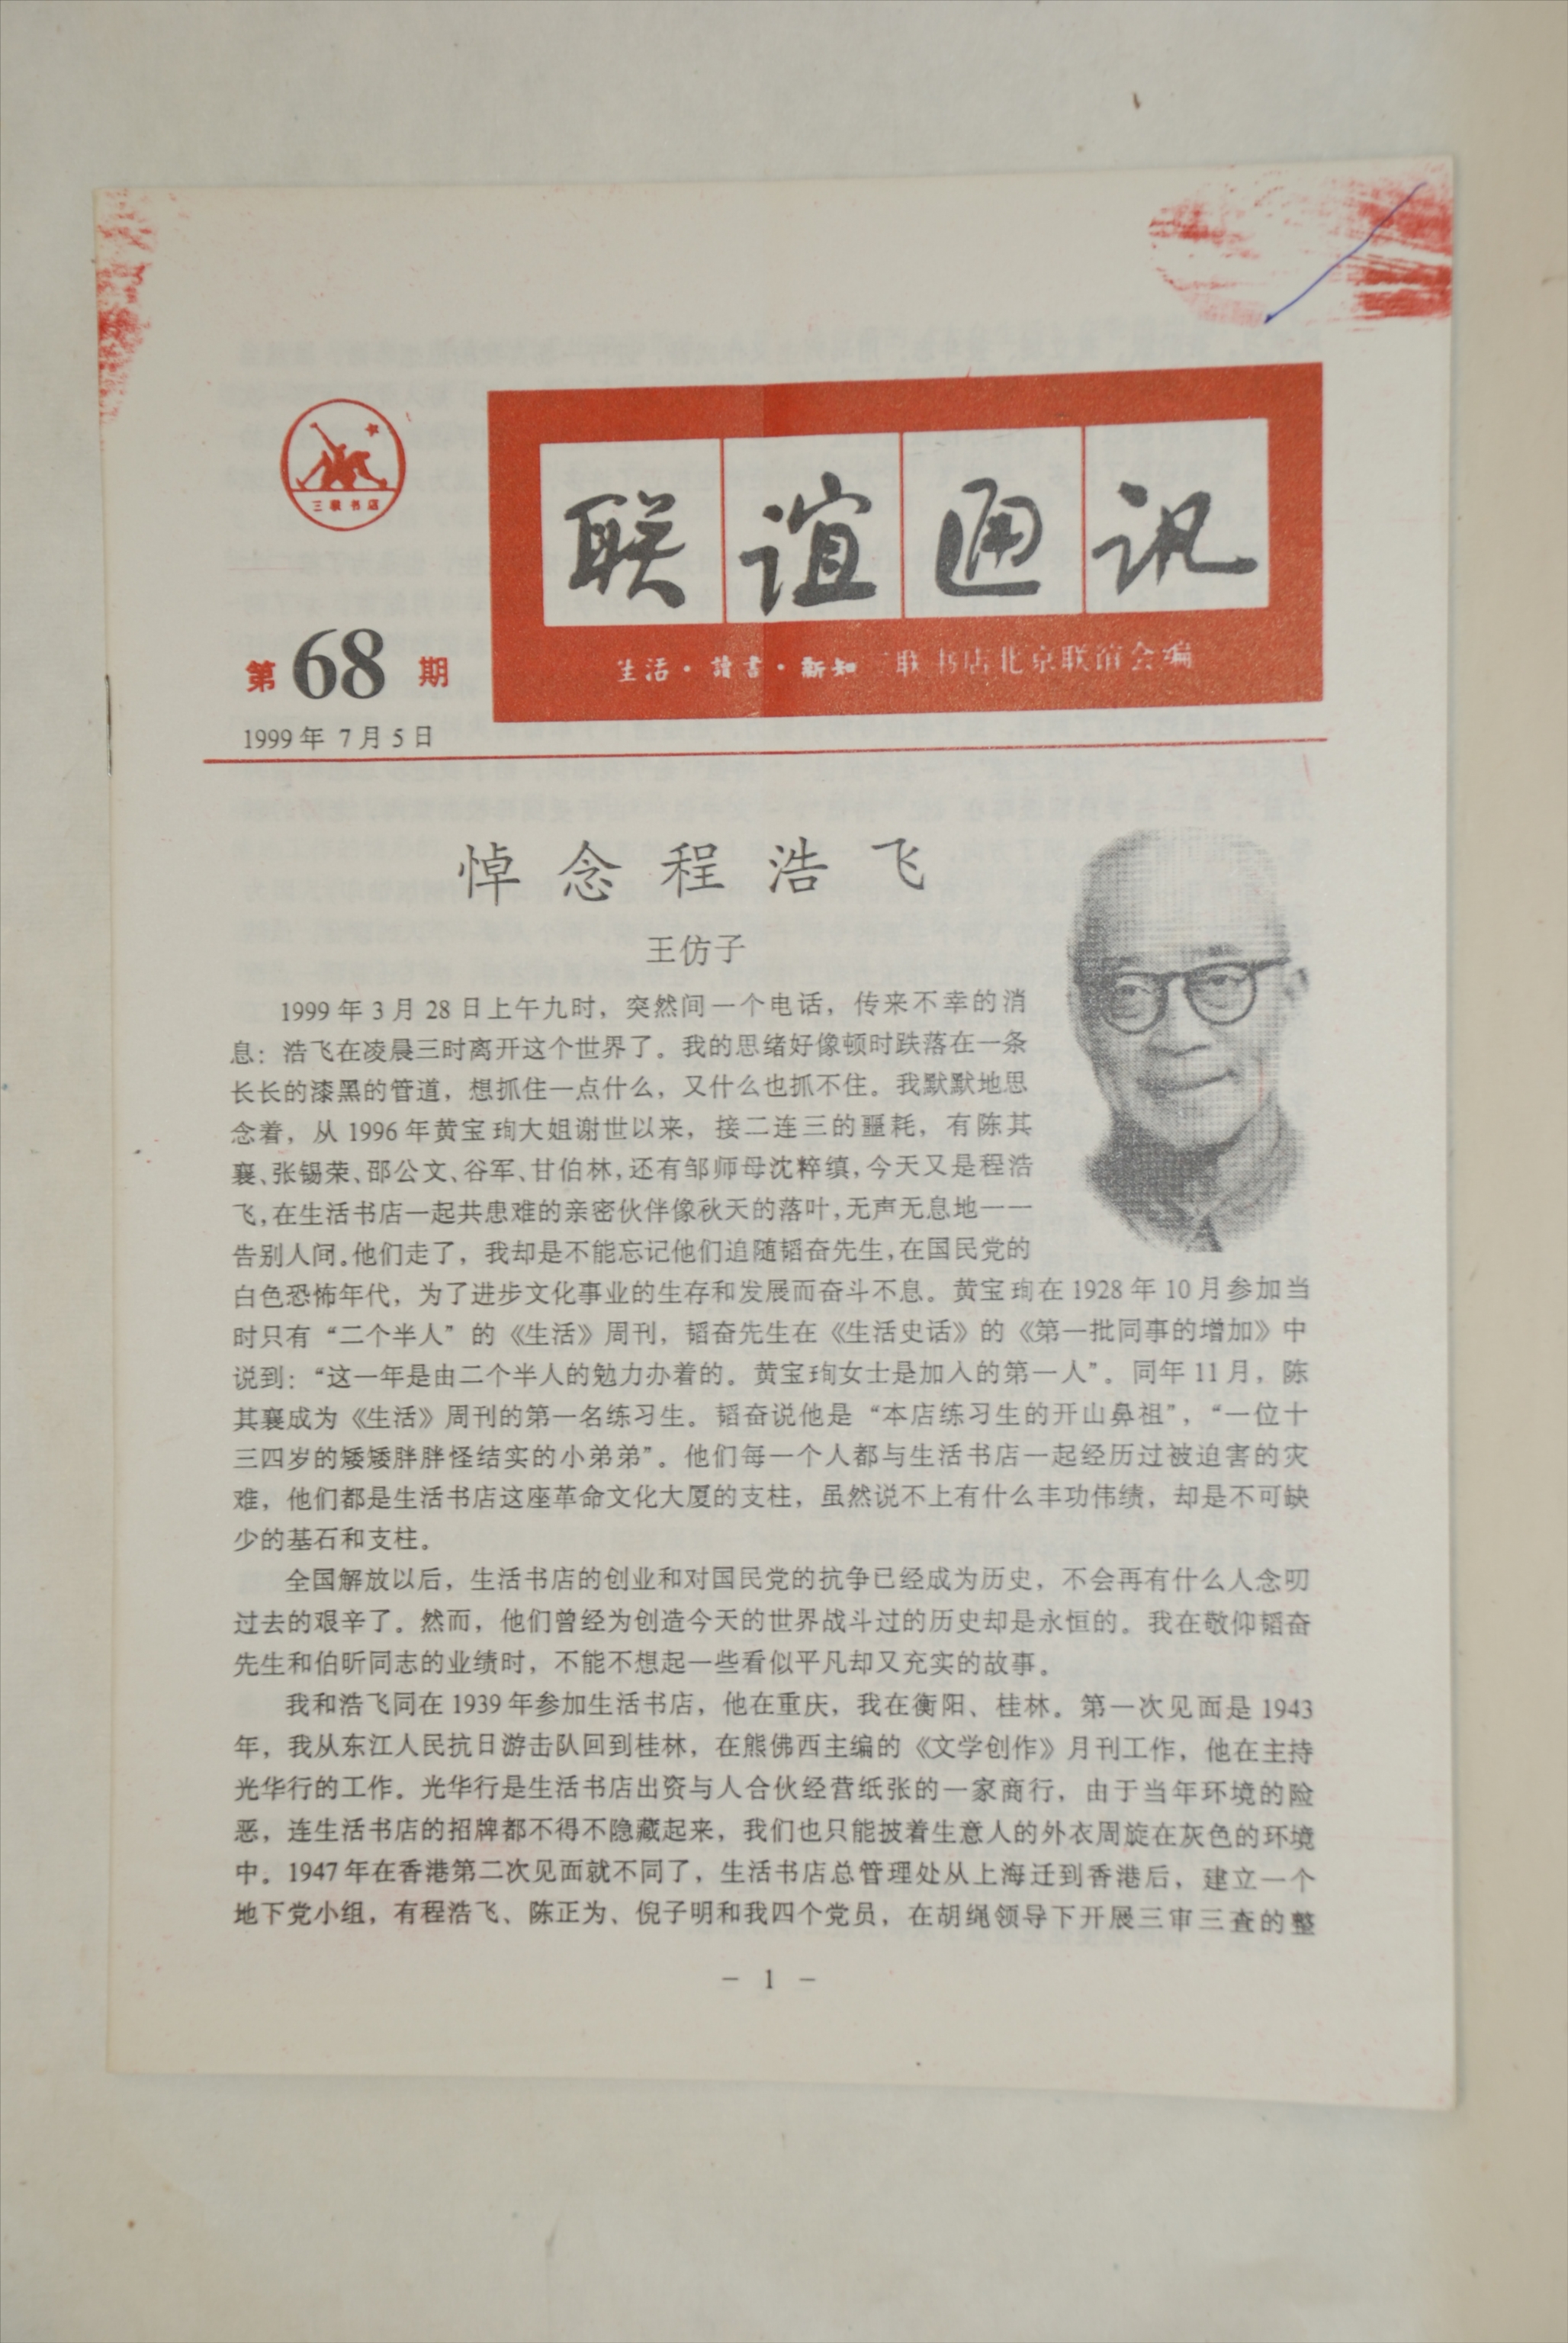 三联书店
联谊通讯
生活·读书·新知三联书店北京联谊会编
第68期
1999年 7月5日
悼念程浩飞
王仿子
1999年3月28日上午九时，突然间一个电话，传来不幸的消
息：浩飞在凌晨三时离开这个世界了。我的思绪好像顿时跌落在一条
长长的漆黑的管道，想抓住一点什么，又什么也抓不住。我默默地思
念着，从1996年黄宝珣大姐谢世以来，接二连三的噩耗，有陈其
襄、张锡荣、邵公文、谷军、甘伯林，还有邹师母沈粹缜，今天又是程浩
飞，在生活书店一起共患难的亲密伙伴像秋天的落叶，无声无息地一一
告别人间。他们走了，我却是不能忘记他们追随韬奋先生，在国民党的
白色恐怖年代，为了进步文化事业的生存和发展而奋斗不息。黄宝珣在1928年10月参加当
时只有“二个半人”的《生活》周刊，韬奋先生在《生活史话》的《第一批同事的增加》中
说到：“这一年是由二个半人的勉力办着的。黄宝珣女士是加入的第一人”。同年11月，陈
其襄成为《生活》周刊的第一名练习生。韬奋说他是“本店练习生的开山鼻祖”，“一位十
三四岁的矮矮胖胖怪结实的小弟弟”。他们每一个人都与生活书店一起经历过被迫害的灾
难，他们都是生活书店这座革命文化大厦的支柱，虽然说不上有什么丰功伟绩，却是不可缺
少的基石和支柱。
全国解放以后，生活书店的创业和对国民党的抗争已经成为历史，不会再有什么人念叨
过去的艰辛了。然而，他们曾经为创造今天的世界战斗过的历史却是永恒的。我在敬仰韬奋
先生和伯昕同志的业绩时，不能不想起一些看似平凡却又充实的故事。
我和浩飞同在1939年参加生活书店，他在重庆，我在衡阳、桂林。第一次见面是1943
年，我从东江人民抗日游击队回到桂林，在熊佛西主编的《文学创作》月刊工作，他在主持
光华行的工作。光华行是生活书店出资与人合伙经营纸张的一家商行，由于当年环境的险
恶，连生活书店的招牌都不得不隐藏起来，我们也只能披着生意人的外衣周旋在灰色的环境
中。1947年在香港第二次见面就不同了，生活书店总管理处从上海迁到香港后，建立一个
地下党小组，有程浩飞、陈正为、倪子明和我四个党员，在胡绳领导下开展三审三查的整
－ 1 －